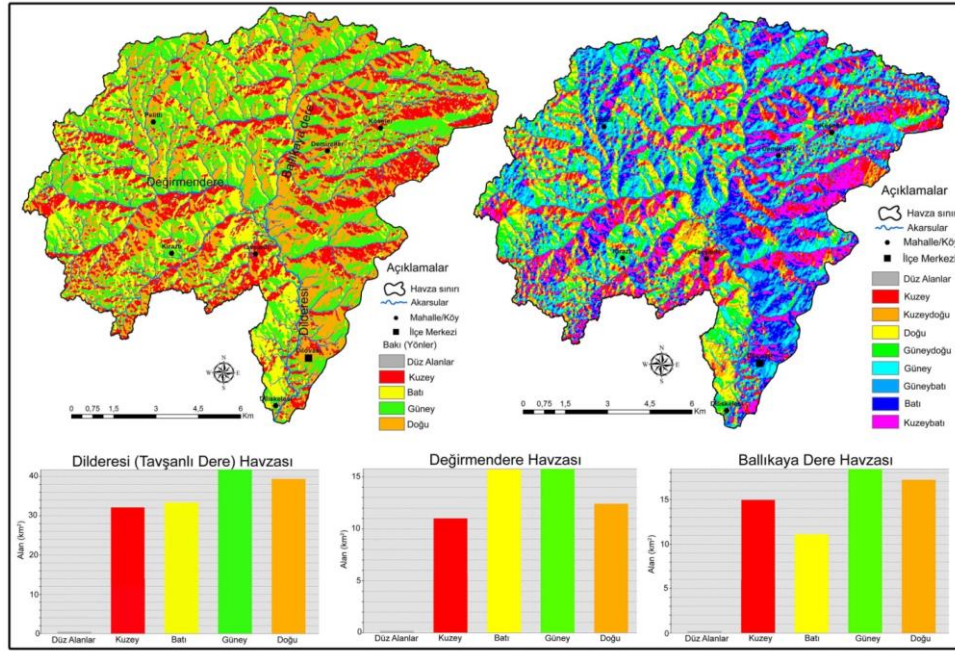 Pelitli
Ballıkaya dere
Demirciler
Değirmendere
Açıklamalar
Havza sınırı
Akarsular
Mahalle/Köy
İlçe Merkezi
Bakı (Yönler)
Düz Alanlar
Kuzey
Batı
Güney
Doğu
Dilderesi
N
W
E
S
0 0,75 1,5 3 4,5 6
Km
Açıklamalar
Havza sınırı
Akarsular
Mahalle/Köy
İlçe Merkezi
Düz Alanlar
Kuzey
Kuzeydoğu
Doğu
Güneydoğu
Güney
Güneybatı
Batı
Kuzeybatı
N
W
E
S
0 0,75 1,5 3 4,5 6
Km
Dilderesi (Tavşanlı Dere) Havzası
Alan (km²)
40
30
20
10
0
Düz Alanlar Kuzey Batı Güney Doğu
Değirmendere Havzası
Alan (km²)
15
10
5
0
Düz Alanlar Kuzey Batı Güney Doğu
Ballıkaya Dere Havzası
Alan (km²)
15
10
5
0
Düz Alanlar Kuzey Batı Güney Doğu